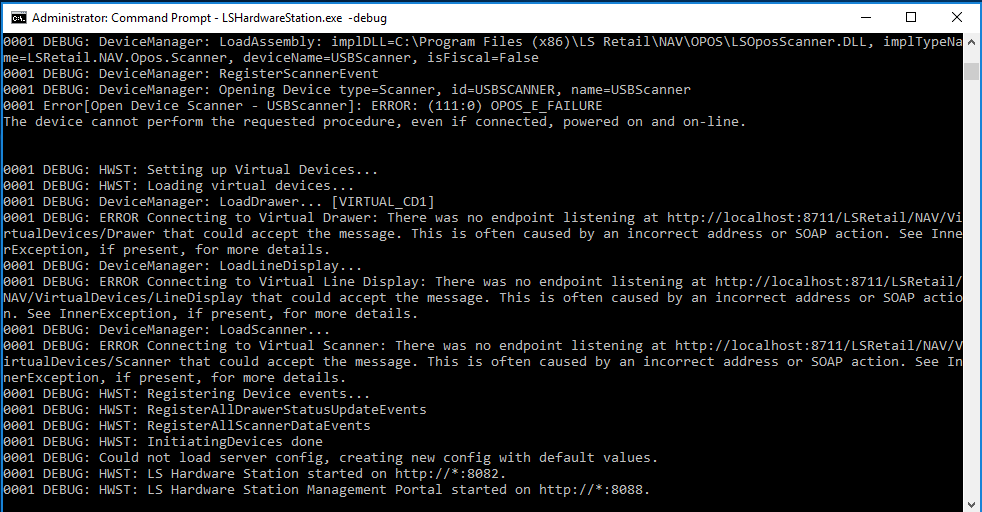 Administrator: Command Prompt - LSHardwareStation.exe -debug
0001 DEBUG: DeviceManager: LoadAssembly: implDLL=C:\Program Files (x86)\LS Retail\NAV\OPOS\LSOposScanner.DLL, implTypeNa
me=LSRetail.NAV.Opos.Scanner, deviceName=USBScanner, isFiscal=False
0001 DEBUG: DeviceManager: RegisterScannerEvent
0001 DEBUG: DeviceManager: Opening Device type=Scanner, id=USBSCANNER, name=USBScanner
0001 Error[Open Device Scanner - USBScanner]: ERROR: (111:0) OPOS_E_FAILURE
The device cannot perform the requested procedure, even if connected, powered on and on-line.
0001 DEBUG: HWST: Setting up Virtual Devices...
0001 DEBUG: HWST: Loading virtual devices...
0001 DEBUG: DeviceManager: LoadDrawer... [VIRTUAL_CD1]
0001 DEBUG: ERROR Connecting to Virtual Drawer: There was no endpoint listening at http://localhost:8711/LSRetail/NAV/Vi
rtualDevices/Drawer that could accept the message. This is often caused by an incorrect address or SOAP action. See Inne
rException, if present, for more details.
0001 DEBUG: DeviceManager: LoadLineDisplay...
0001 DEBUG: ERROR Connecting to Virtual Line Display: There was no endpoint listening at http://localhost:8711/LSRetail/
NAV/VirtualDevices/LineDisplay that could accept the message. This is often caused by an incorrect address or SOAP actio
n. See InnerException, if present, for more details.
0001 DEBUG: DeviceManager: LoadScanner...
0001 DEBUG: ERROR Connecting to Virtual Scanner: There was no endpoint listening at http://localhost:8711/LSRetail/NAV/V
irtualDevices/Scanner that could accept the message. This is often caused by an incorrect address or SOAP action. See In
nerException, if present, for more details.
0001 DEBUG: HWST: Registering Device events...
0001 DEBUG: HWST: RegisterAllDrawerStatusUpdateEvents
0001 DEBUG: HWST: RegisterAllScannerDataEvents
0001 DEBUG: HWST: InitiatingDevices done
0001 DEBUG: Could not load server config, creating new config with default values.
0001 DEBUG: HWST: LS Hardware Station started on http://*:8082.
0001 DEBUG: HWST: LS Hardware Station Management Portal started on http://*:8088.